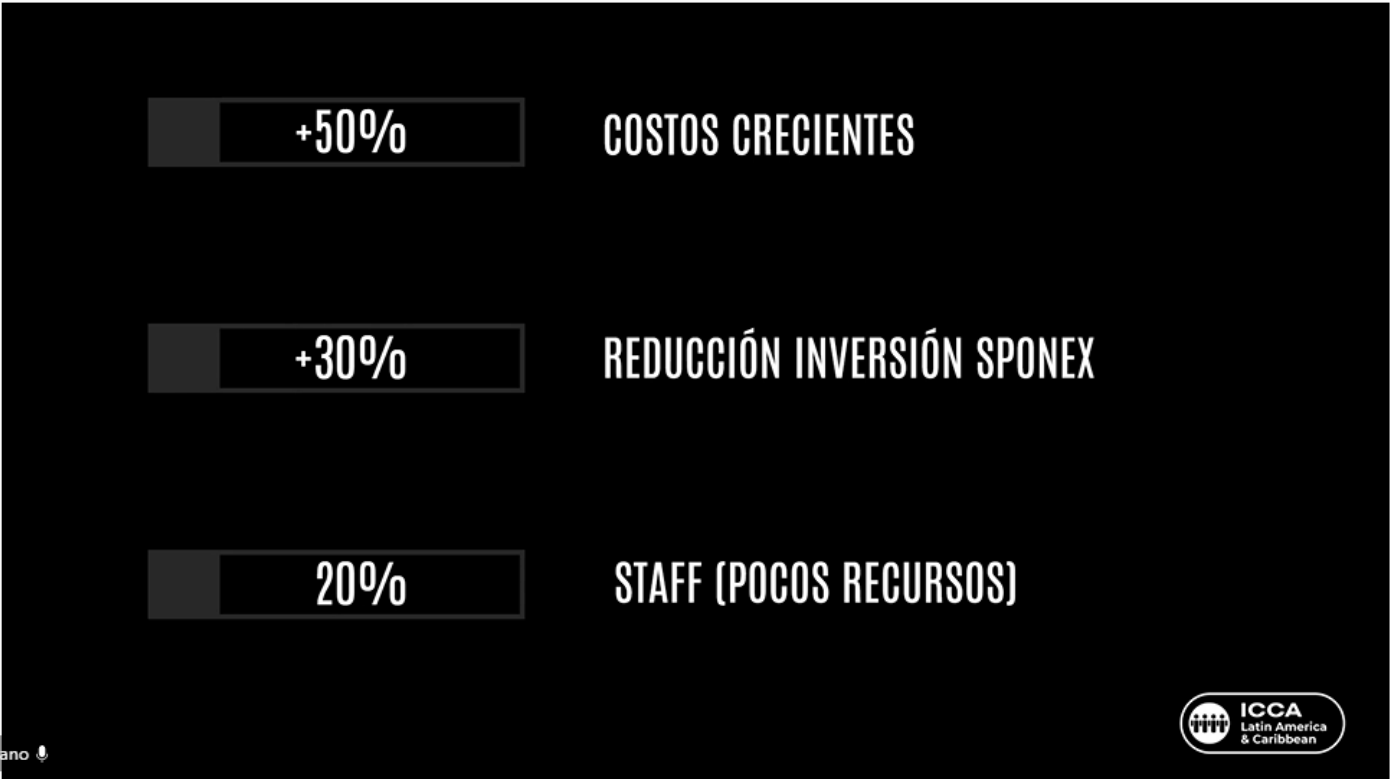 +50% COSTOS CRECIENTES
+30% REDUCCIÓN INVERSIÓN SPONEX
20% STAFF (POCOS RECURSOS)
ICCA
Latin America
& Caribbean
ano